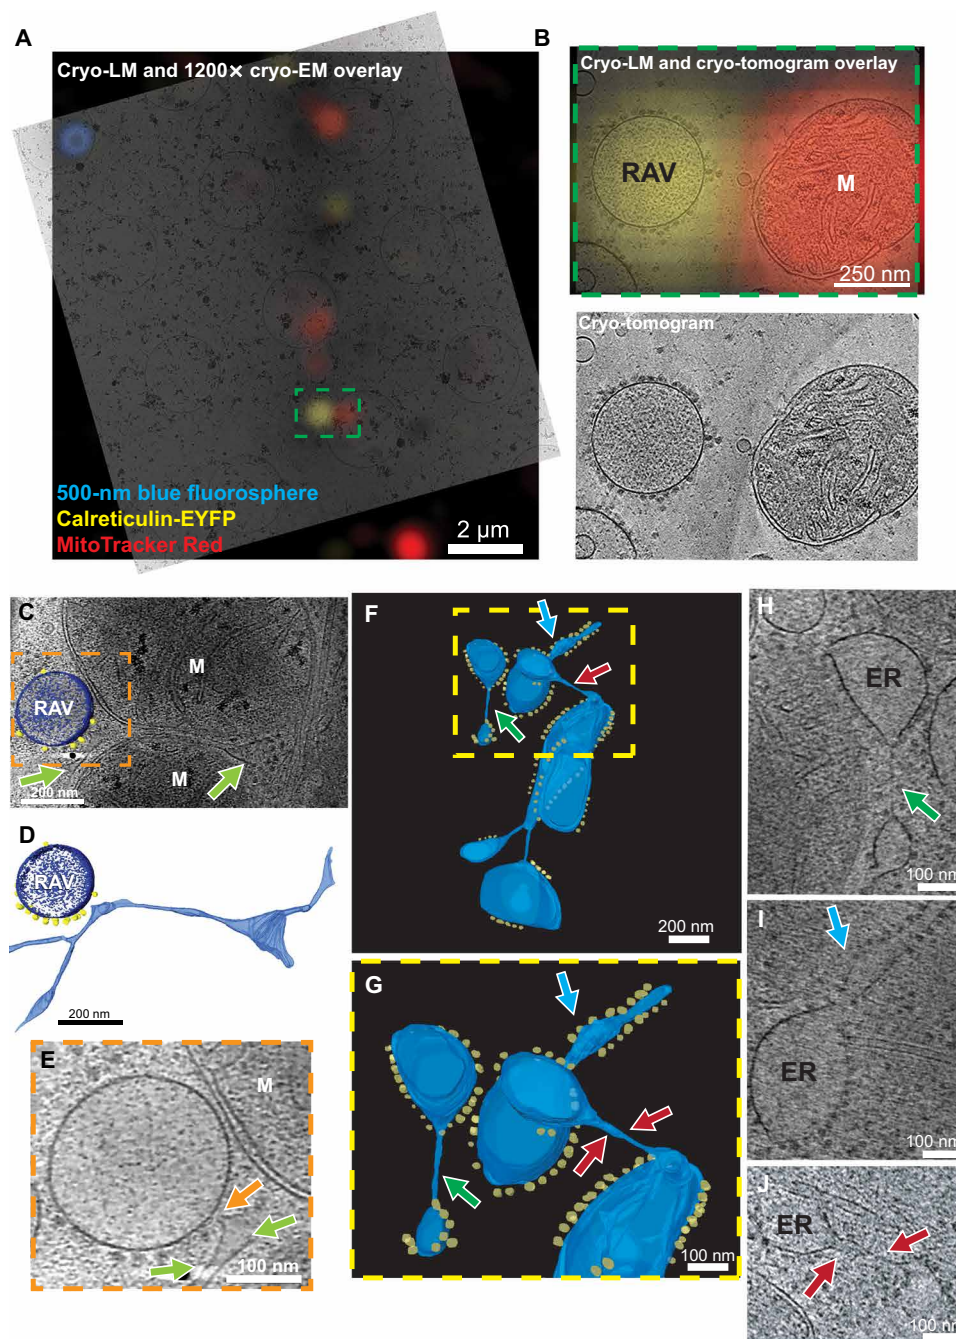 A
Cryo-LM and 1200× cryo-EM overlay
500-nm blue fluorosphere
Calreticulin-EYFP
MitoTracker Red
2 µm
B
Cryo-LM and cryo-tomogram overlay
RAV
M
250 nm
Cryo-tomogram
C
M
RAV
M
200 nm
D
RAV
200 nm
E
M
100 nm
F
200 nm
G
100 nm
H
ER
100 nm
I
ER
100 nm
J
ER
100 nm